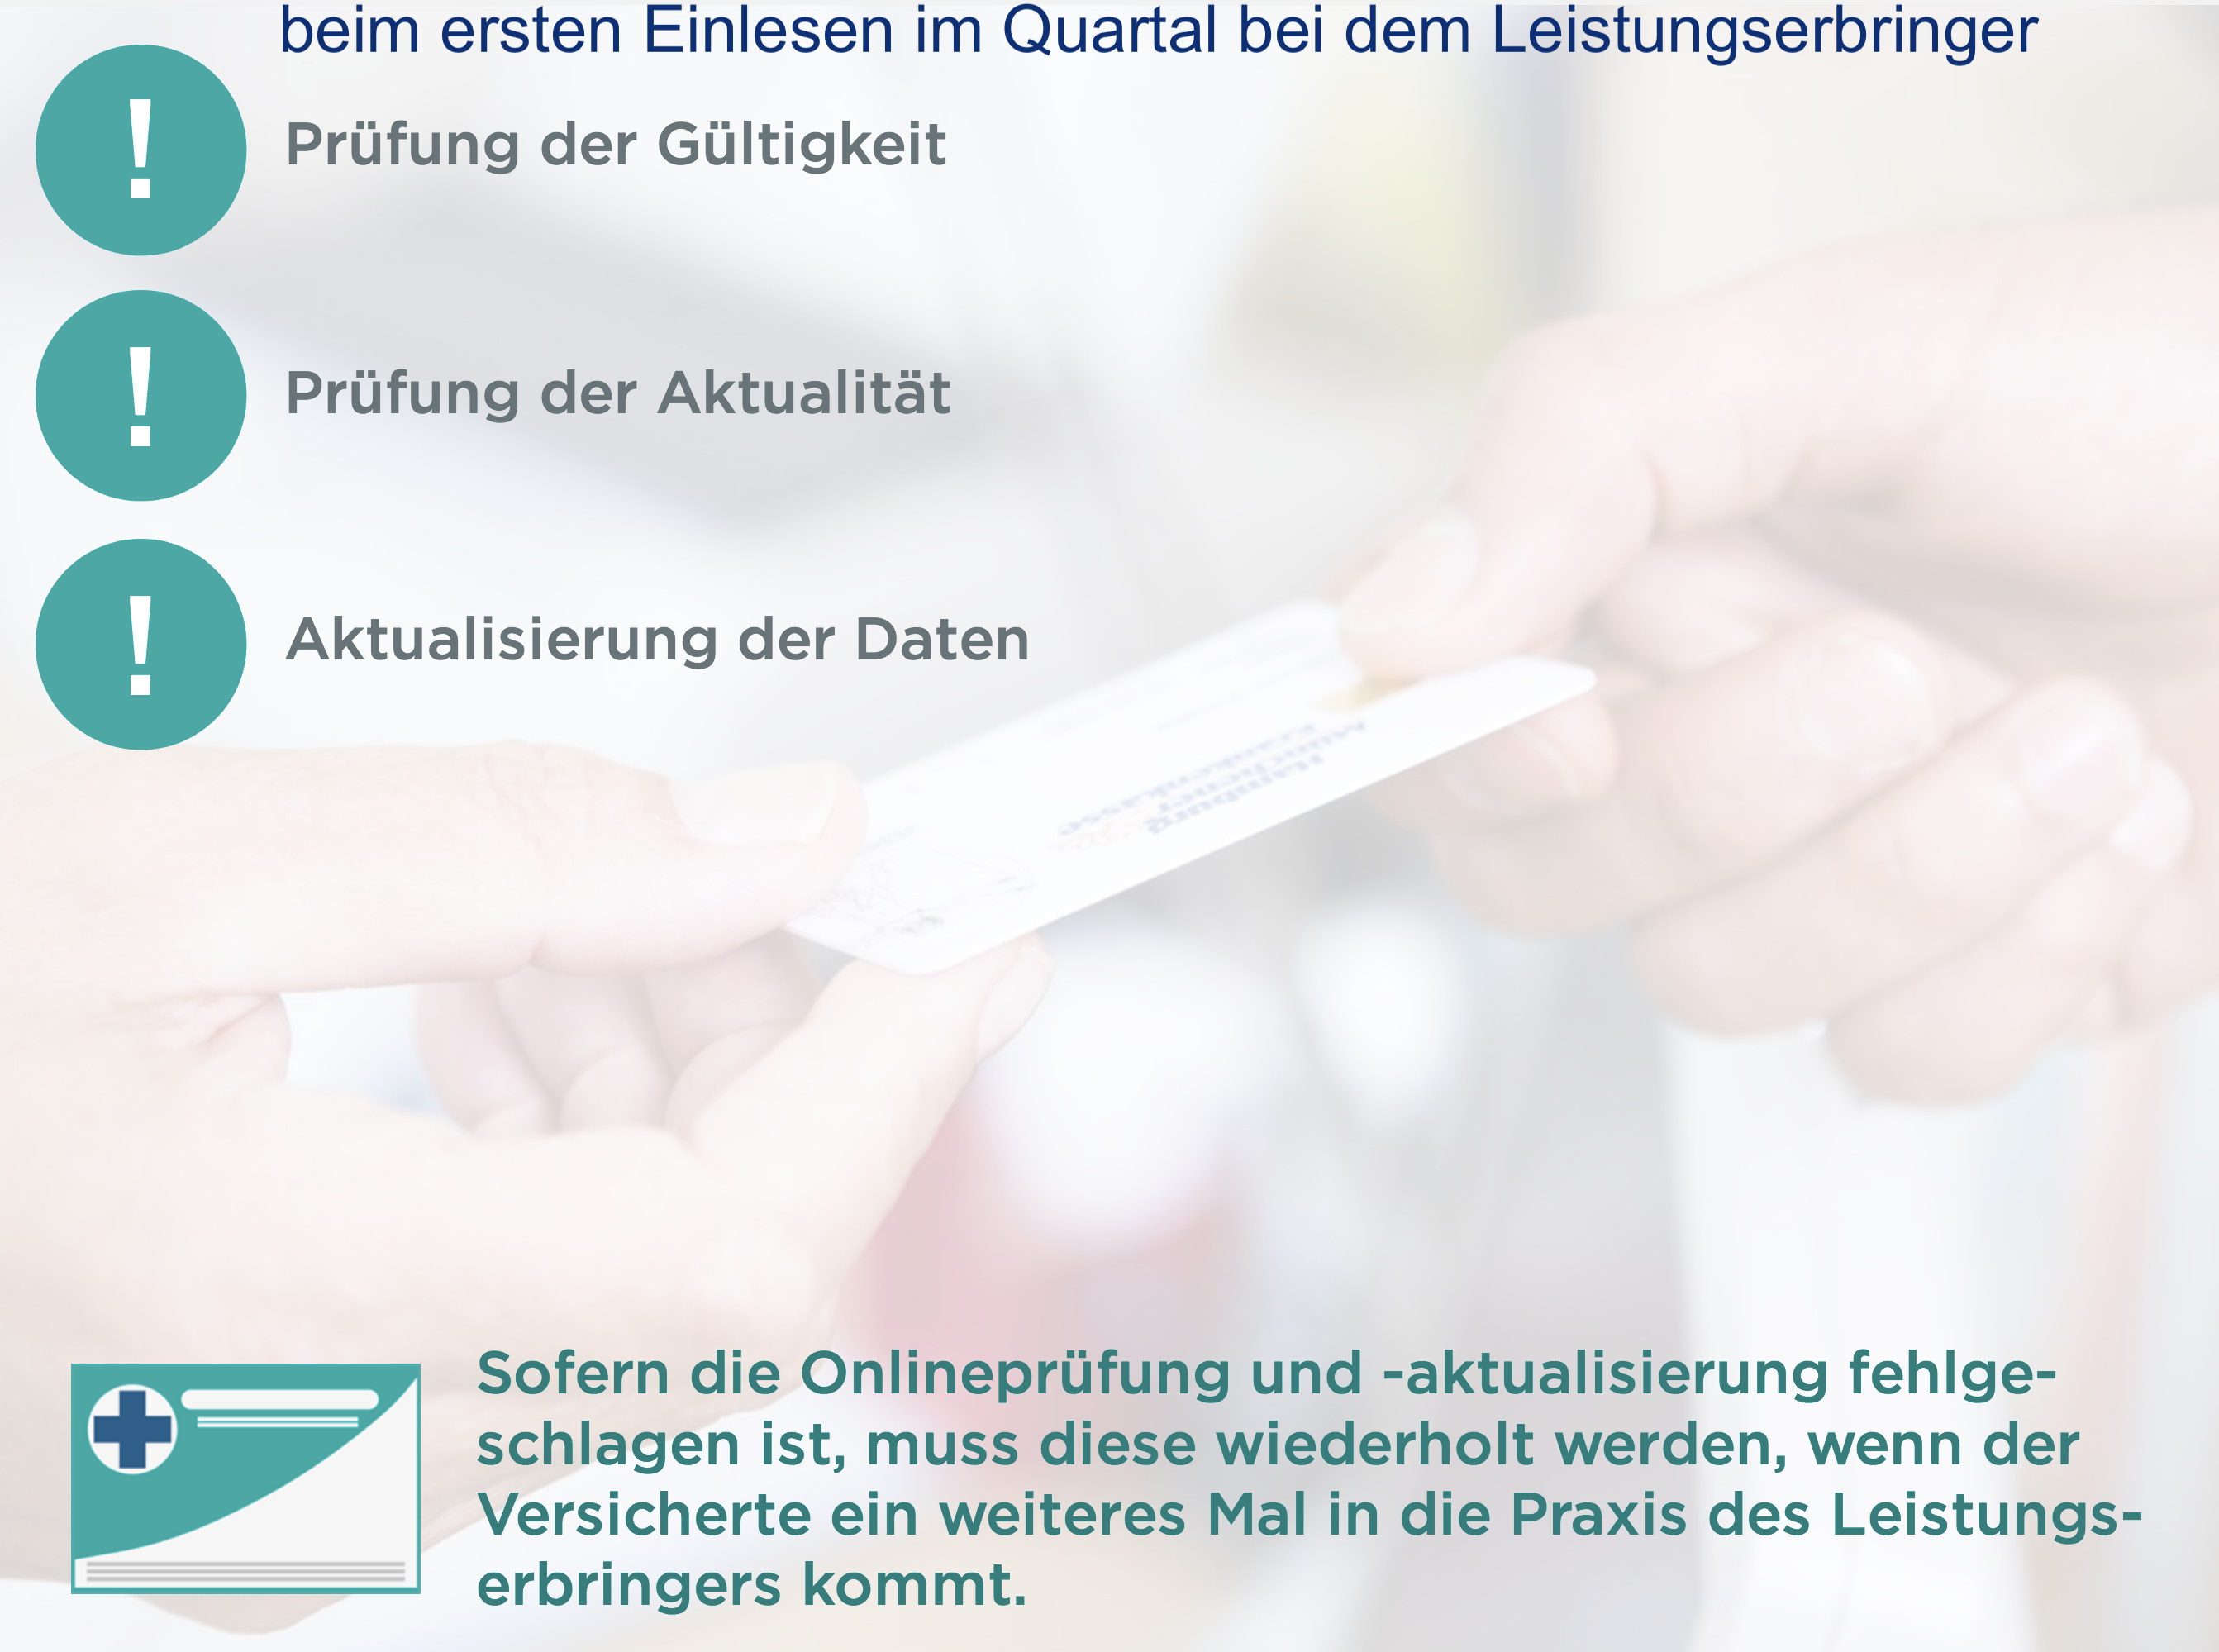 beim ersten Einlesen im Quartal bei dem Leistungserbringer
!
Prüfung der Gültigkeit
!
Prüfung der Aktualität
!
Aktualisierung der Daten
Sofern die Onlineprüfung und -aktualisierung fehlge-
schlagen ist, muss diese wiederholt werden, wenn der
Versicherte ein weiteres Mal in die Praxis des Leistungs-
erbringers kommt.